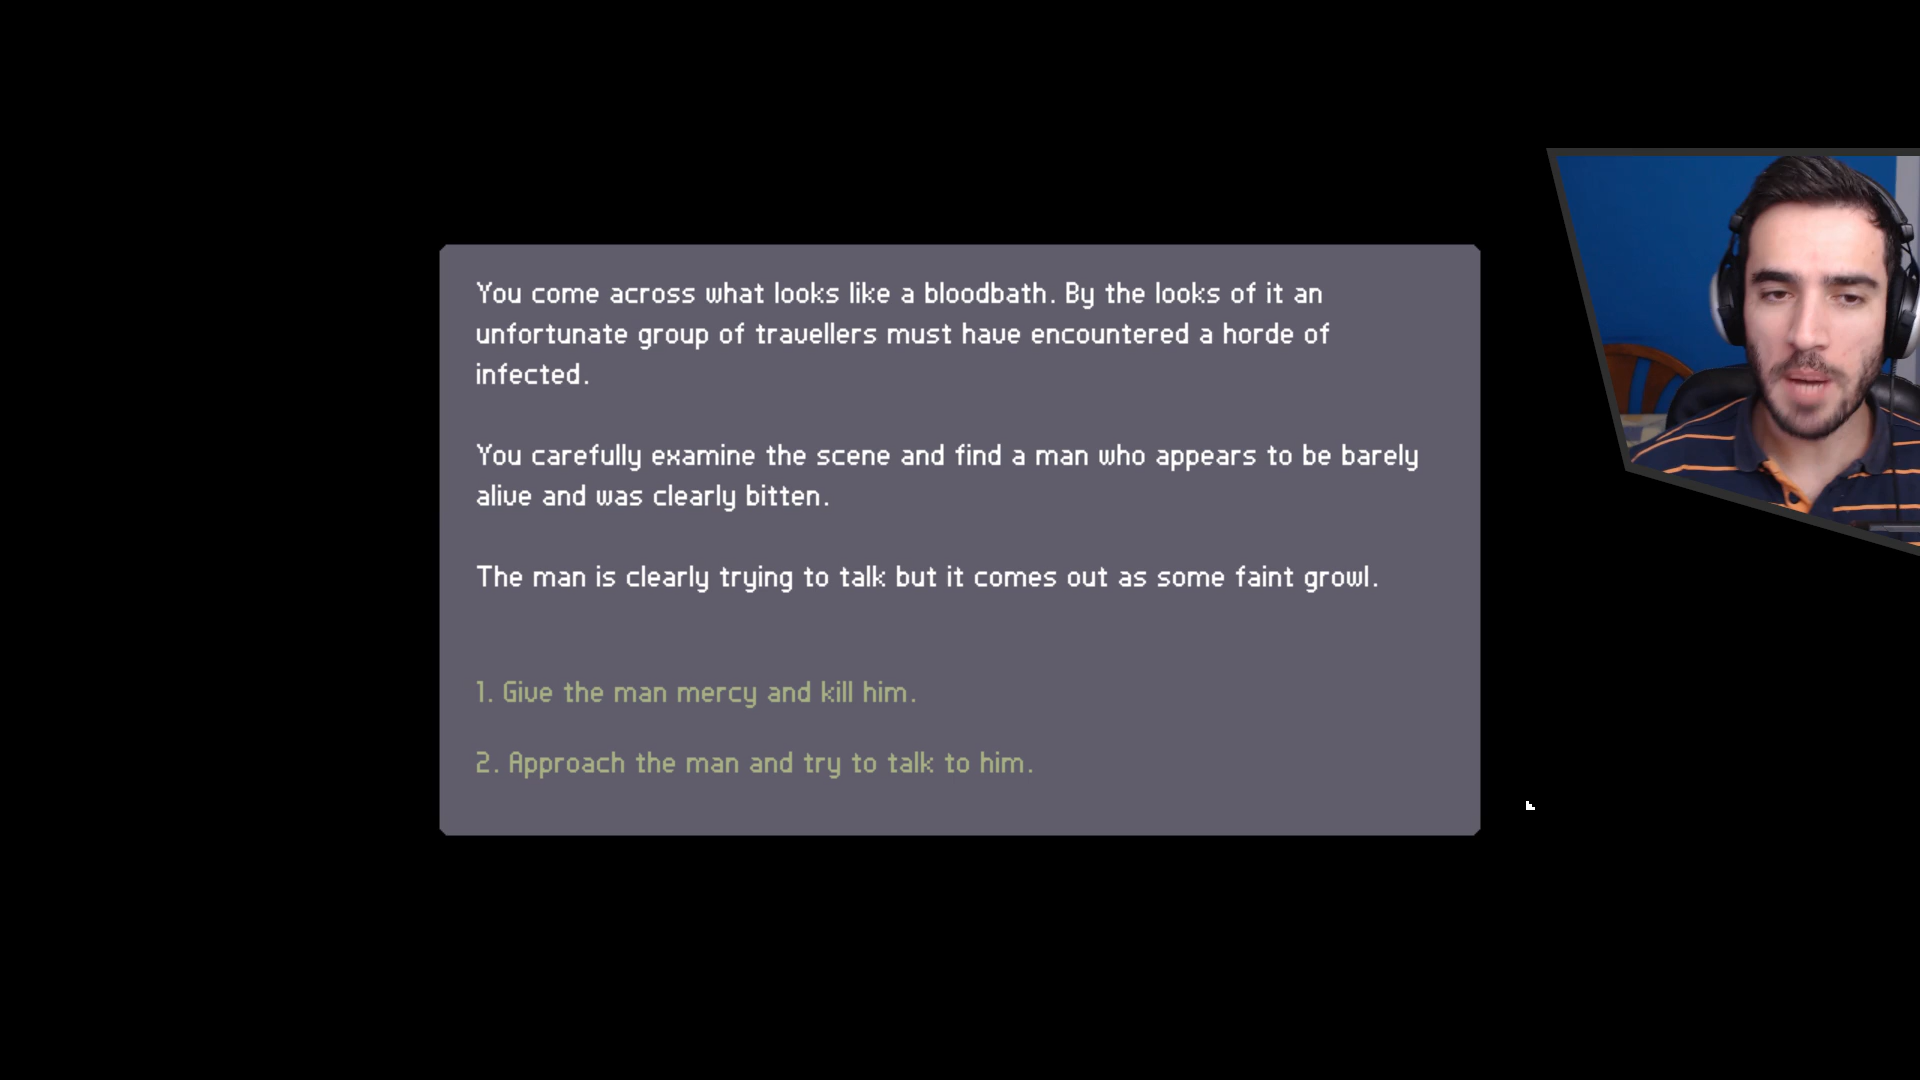 You come across what looks like a bloodbath. By the looks of it an
unfortunate group of travellers must have encountered a horde of
infected.
You carefully examine the scene and find a man who appears to be barely
alive and was clearly bitten.
The man is clearly trying to talk but it comes out as some faint growl.
1. Give the man mercy and kill him.
2. Approach the man and try to talk to him.